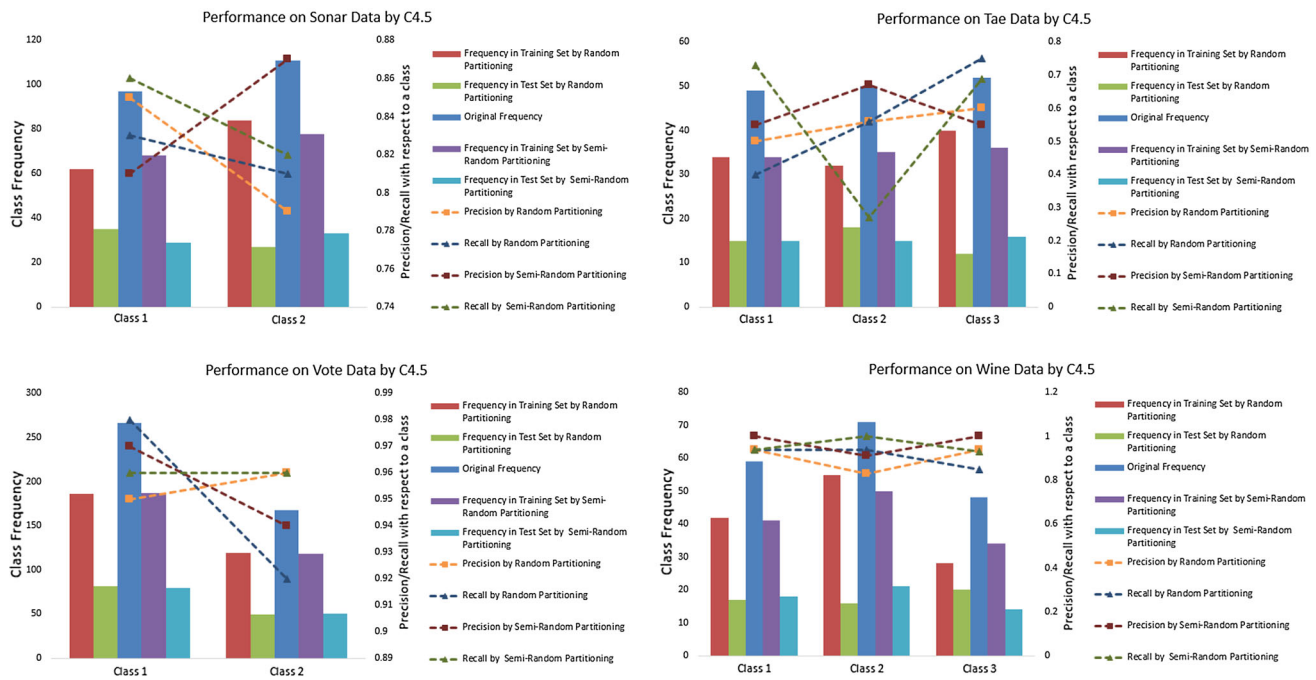 Performance on Sonar Data by C4.5
Class Frequency
120
100
80
60
40
20
0
Class 1
Class 2
0.88
0.86
0.84
0.82
0.8
0.78
0.76
0.74
Precision/Recall with respect to a class
Frequency in Training Set by Random
Partitioning
Frequency in Test Set by Random
Partitioning
Original Frequency
Frequency in Training Set by Semi-
Random Partitioning
Frequency in Test Set by Semi-Random
Partitioning
Precision by Random Partitioning
Recall by Random Partitioning
Precision by Semi-Random Partitioning
Recall by Semi-Random Partitioning
Performance on Tae Data by C4.5
Class Frequency
60
50
40
30
20
10
0
Class 1
Class 2
Class 3
0.8
0.7
0.6
0.5
0.4
0.3
0.2
0.1
0
Precision/Recall with respect to a class
Frequency in Training Set by Random
Partitioning
Frequency in Test Set by Random
Partitioning
Original Frequency
Frequency in Training Set by Semi-
Random Partitioning
Frequency in Test Set by Semi-Random
Partitioning
Precision by Random Partitioning
Recall by Random Partitioning
Precision by Semi-Random Partitioning
Recall by Semi-Random Partitioning
Performance on Vote Data by C4.5
Class Frequency
300
250
200
150
100
50
0
Class 1
Class 2
0.99
0.98
0.97
0.96
0.95
0.94
0.93
0.92
0.91
0.9
0.89
Precision/Recall with respect to a class
Frequency in Training Set by Random
Partitioning
Frequency in Test Set by Random
Partitioning
Original Frequency
Frequency in Training Set by Semi-
Random Partitioning
Frequency in Test Set by Semi-Random
Partitioning
Precision by Random Partitioning
Recall by Random Partitioning
Precision by Semi-Random Partitioning
Recall by Semi-Random Partitioning
Performance on Wine Data by C4.5
Class Frequency
80
70
60
50
40
30
20
10
0
Class 1
Class 2
Class 3
1.2
1
0.8
0.6
0.4
0.2
0
Precision/Recall with respect to a class
Frequency in Training Set by Random
Partitioning
Frequency in Test Set by Random
Partitioning
Original Frequency
Frequency in Training Set by Semi-
Random Partitioning
Frequency in Test Set by Semi-Random
Partitioning
Precision by Random Partitioning
Recall by Random Partitioning
Precision by Semi-Random Partitioning
Recall by Semi-Random Partitioning